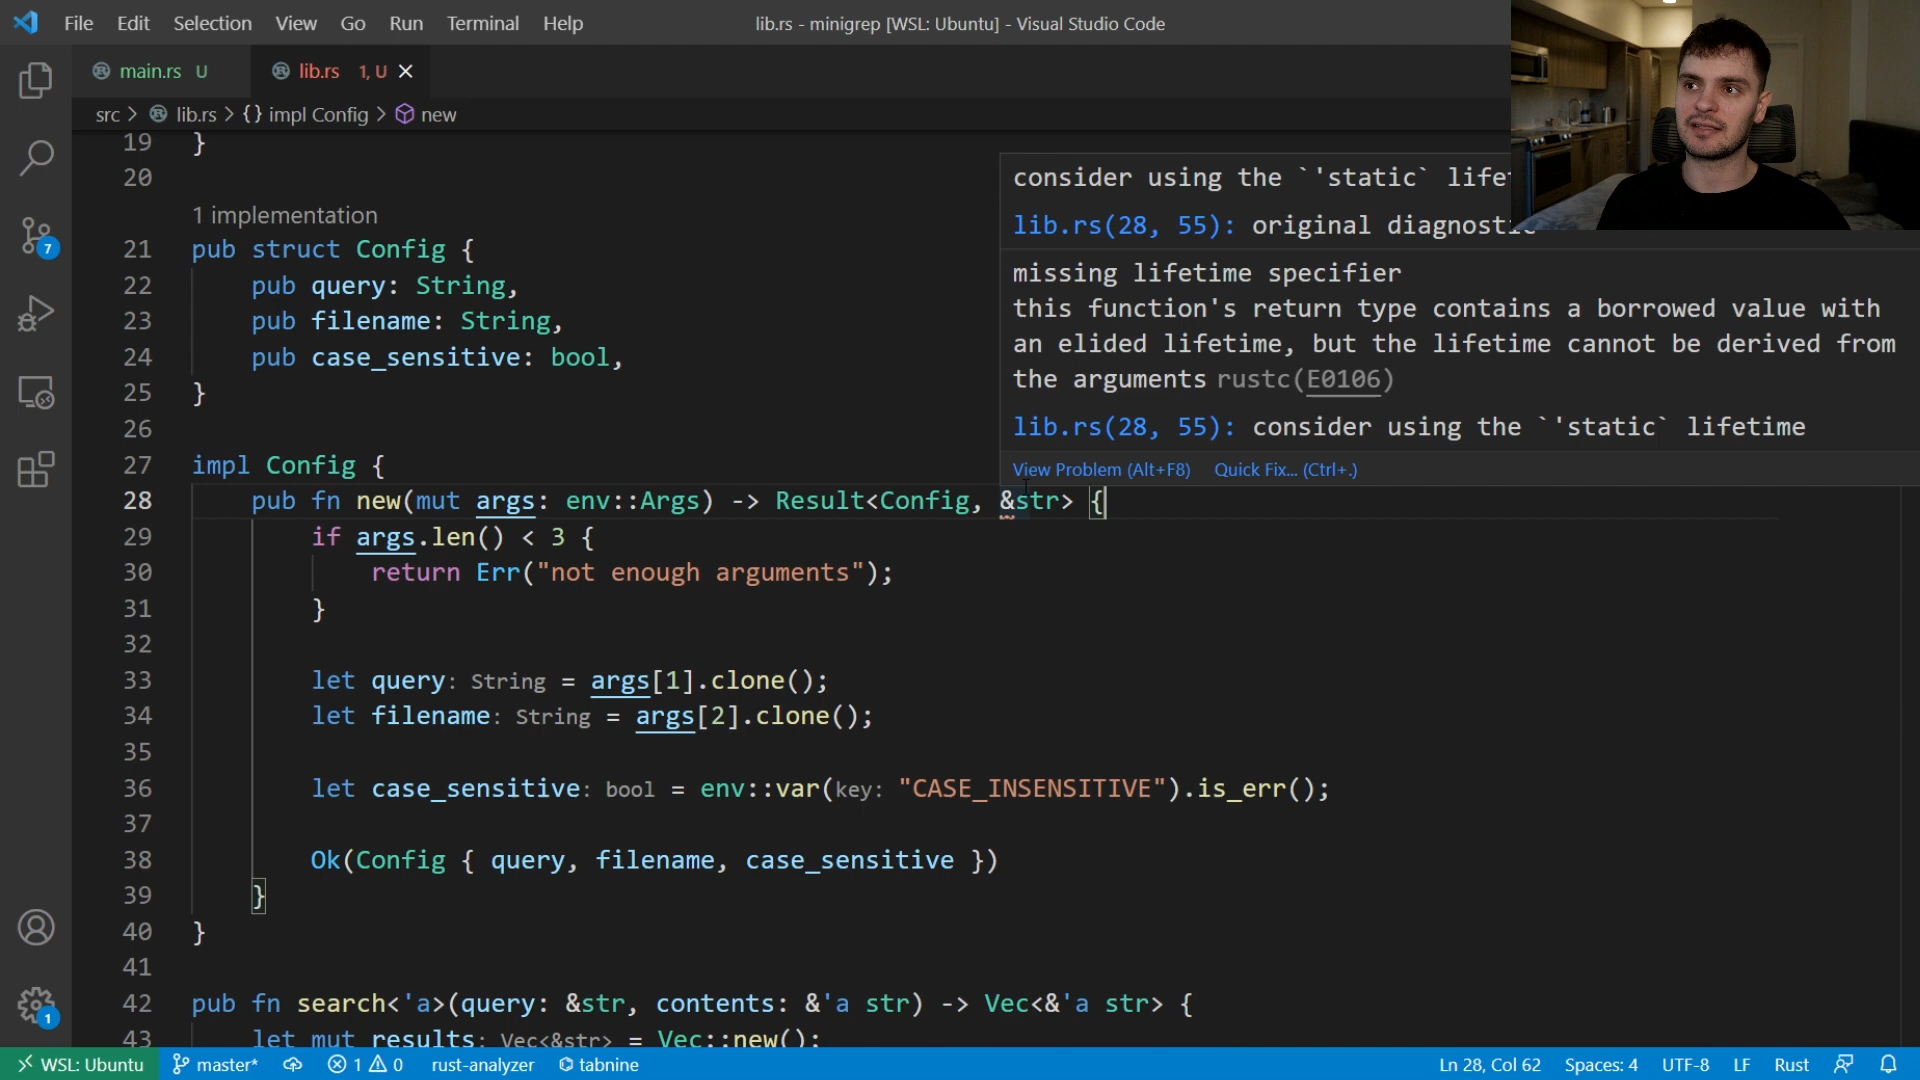 File Edit Selection View Go Run Terminal Help
lib.rs - minigrep [WSL: Ubuntu] - Visual Studio Code
main.rs U lib.rs 1, U
src > lib.rs > {} impl Config > new
19 }
20
1 implementation
21 pub struct Config {
22 pub query: String,
23 pub filename: String,
24 pub case_sensitive: bool,
25 }
26
27 impl Config {
28 pub fn new(mut args: env::Args) -> Result<Config, &str> {
29 if args.len() < 3 {
30 return Err("not enough arguments");
31 }
32
33 let query: String = args[1].clone();
34 let filename: String = args[2].clone();
35
36 let case_sensitive: bool = env::var(key: "CASE_INSENSITIVE").is_err();
37
38 Ok(Config { query, filename, case_sensitive })
39 }
40 }
41
42 pub fn search<'a>(query: &str, contents: &'a str) -> Vec<&'a str> {
43 let mut results: Vec<&str> = Vec::new();
consider using the `'static`
lib.rs(28, 55): original
missing lifetime specifier
this function's return type contains a borrowed value with
an elided lifetime, but the lifetime cannot be derived from
the arguments rustc(E0106)
lib.rs(28, 55): consider using the `'static` lifetime
View Problem (Alt+F8) Quick Fix... (Ctrl+.)
7
1
WSL: Ubuntu master* 1 0 rust-analyzer tabnine Ln 28, Col 62 Spaces: 4 UTF-8 LF Rust